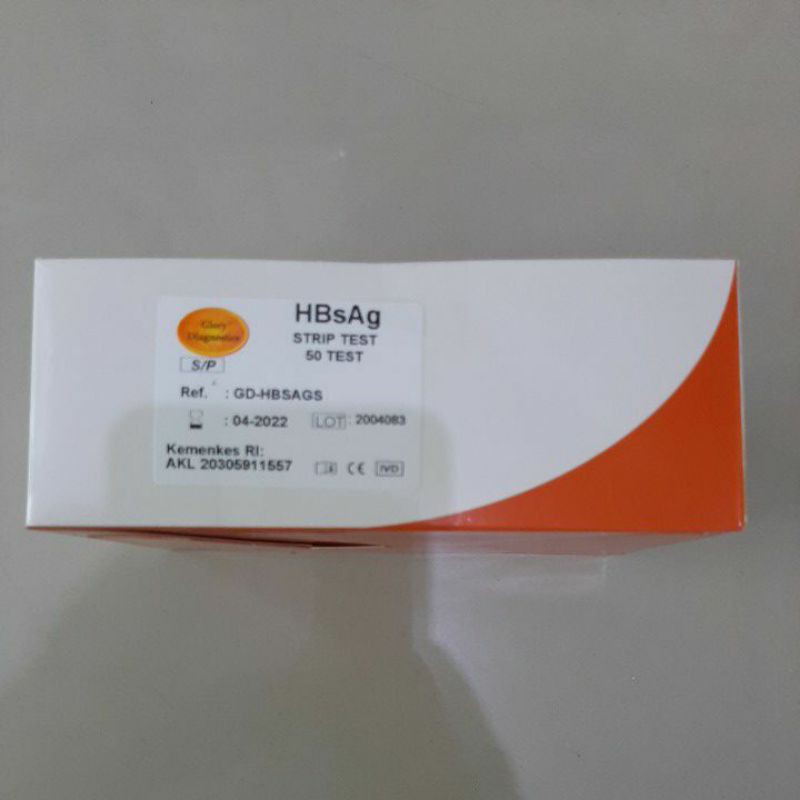 Glory
Diagnostics
HBsAg
STRIP TEST
50 TEST
S/P
Ref. : GD-HBSAGS
: 04-2022 LOT : 2004083
Kemenkes RI:
AKL 20305911557
CE IVD